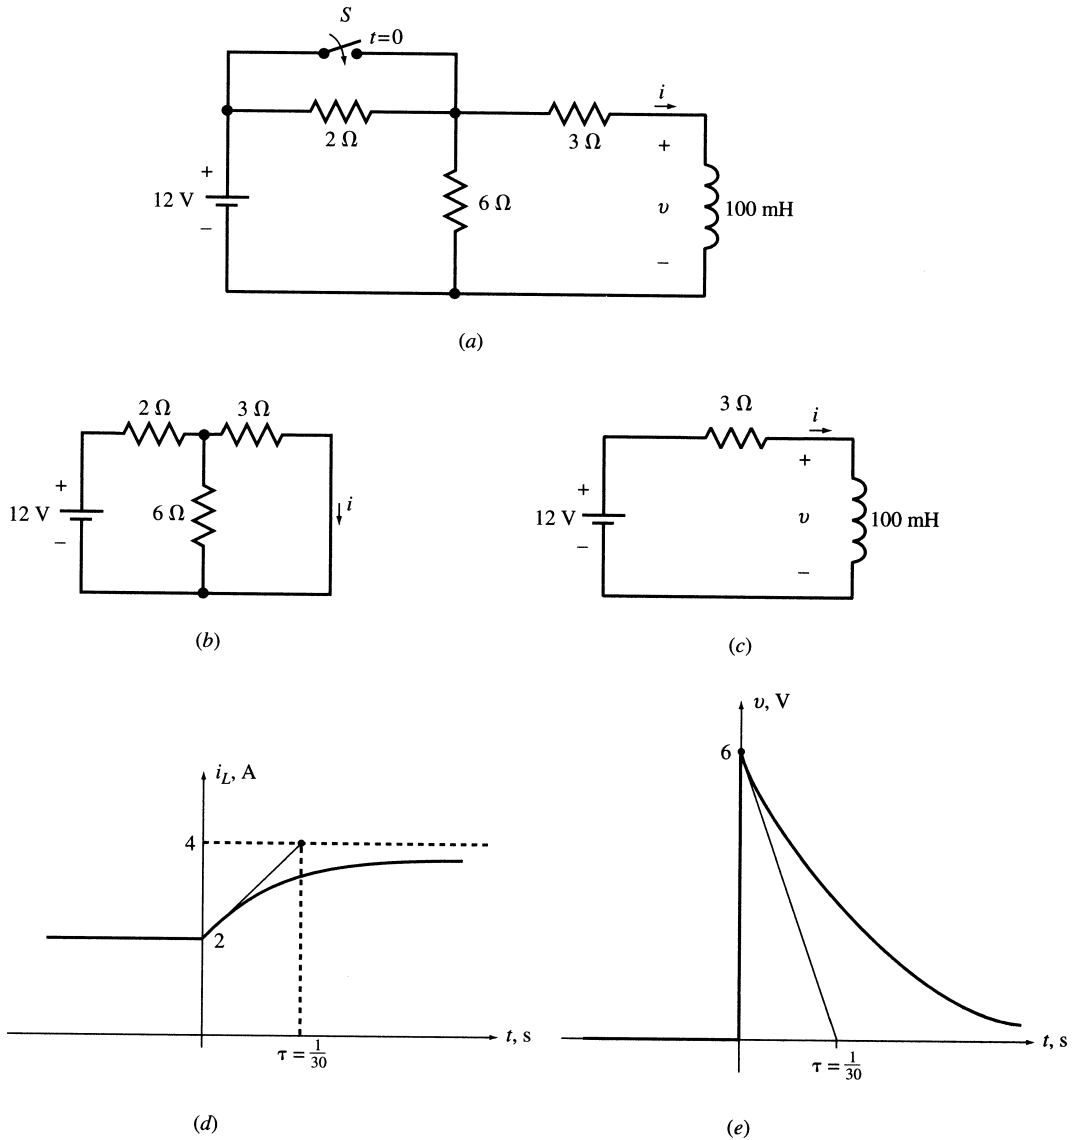 S
t=0
i
2 Ω
3 Ω
+
+
12 V
6 Ω
υ
100 mH
−
−
(a)
2 Ω
3 Ω
+
12 V
6 Ω
i
−
(b)
3 Ω
i
+
+
12 V
υ
100 mH
−
−
(c)
i_L, A
4
2
t, s
τ = 1/30
(d)
υ, V
6
t, s
τ = 1/30
(e)